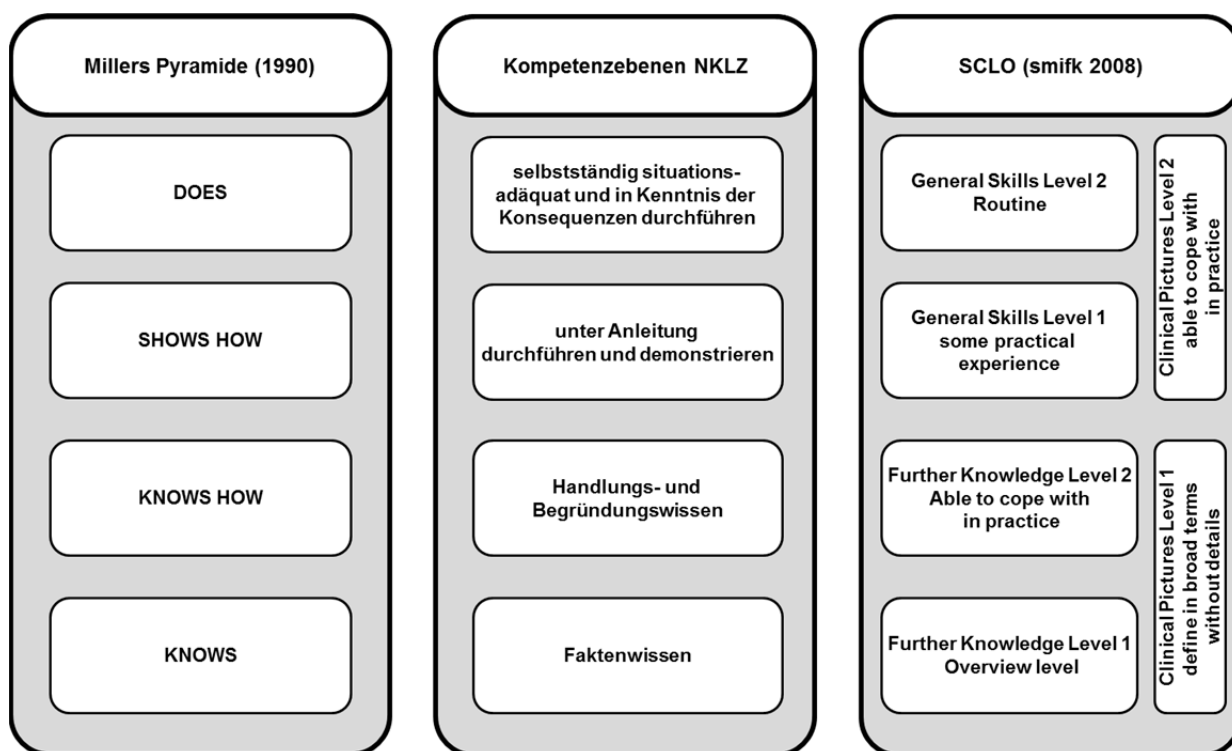 Millers Pyramide (1990)
DOES
SHOWS HOW
KNOWS HOW
KNOWS
Kompetenzebenen NKLZ
selbstständig situations-
adäquat und in Kenntnis der
Konsequenzen durchführen
unter Anleitung
durchführen und demonstrieren
Handlungs- und
Begründungswissen
Faktenwissen
SCLO (smifk 2008)
General Skills Level 2
Routine
General Skills Level 1
some practical
experience
Further Knowledge Level 2
Able to cope with
in practice
Further Knowledge Level 1
Overview level
Clinical Pictures Level 2
able to cope with
in practice
Clinical Pictures Level 1
define in broad terms
without details